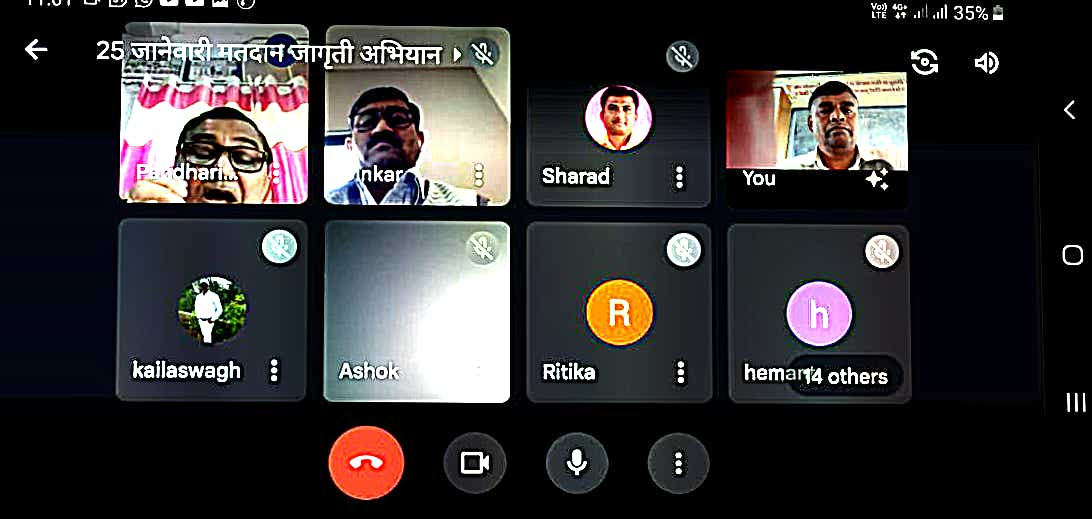 35%
25 जानेवारी मतदान जागृती अभियान
Sharad
You
kailaswagh
Ashok
Ritika
14 others
R
h